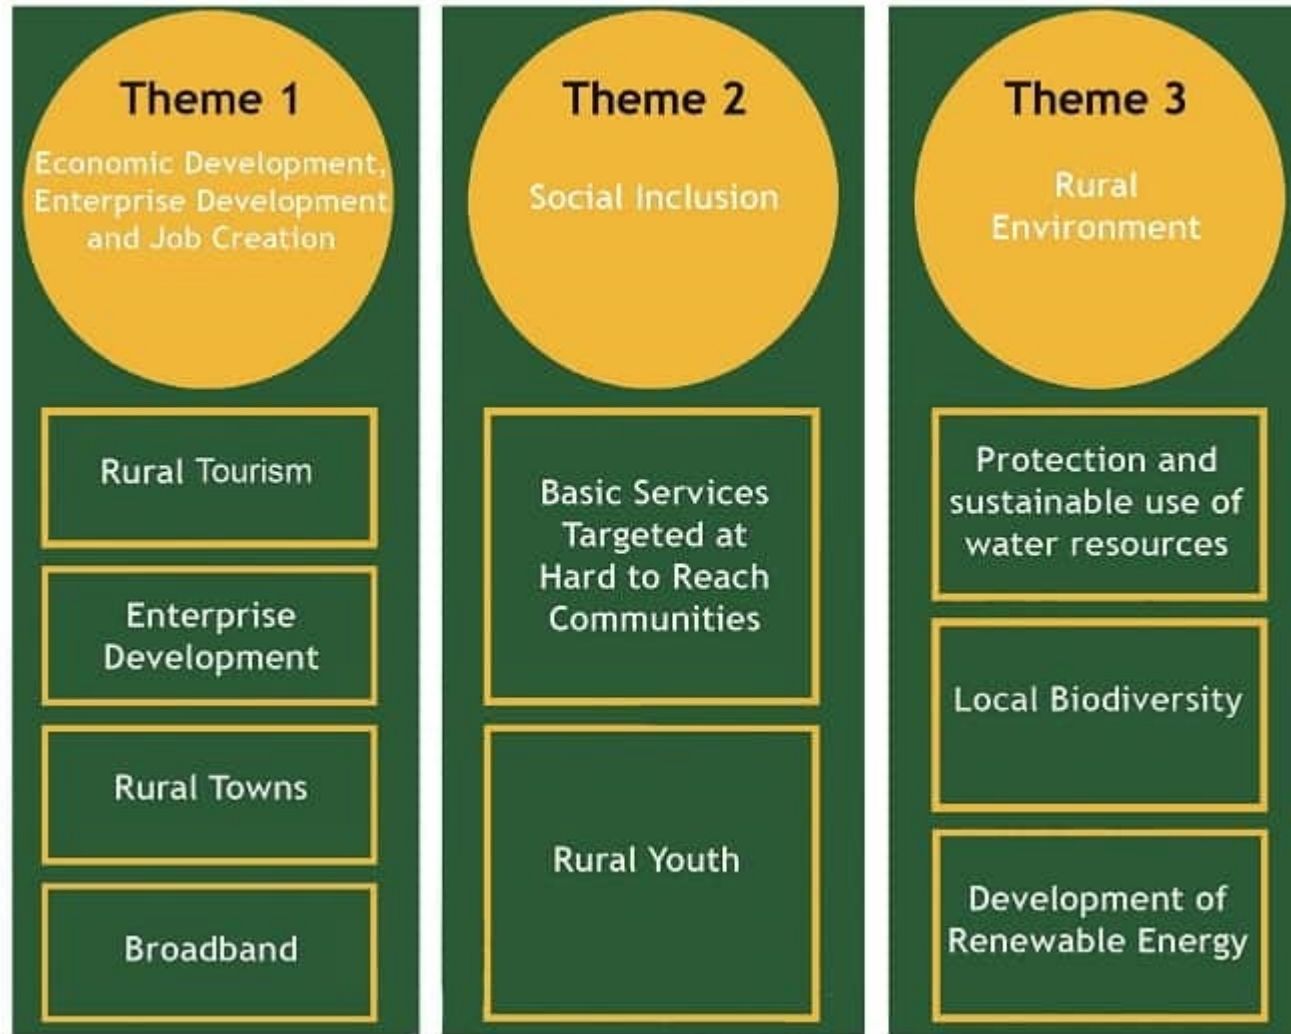 Theme 1
Economic Development,
Enterprise Development
and Job Creation
Rural Tourism
Enterprise
Development
Rural Towns
Broadband
Theme 2
Social Inclusion
Basic Services
Targeted at
Hard to Reach
Communities
Rural Youth
Theme 3
Rural
Environment
Protection and
sustainable use of
water resources
Local Biodiversity
Development of
Renewable Energy